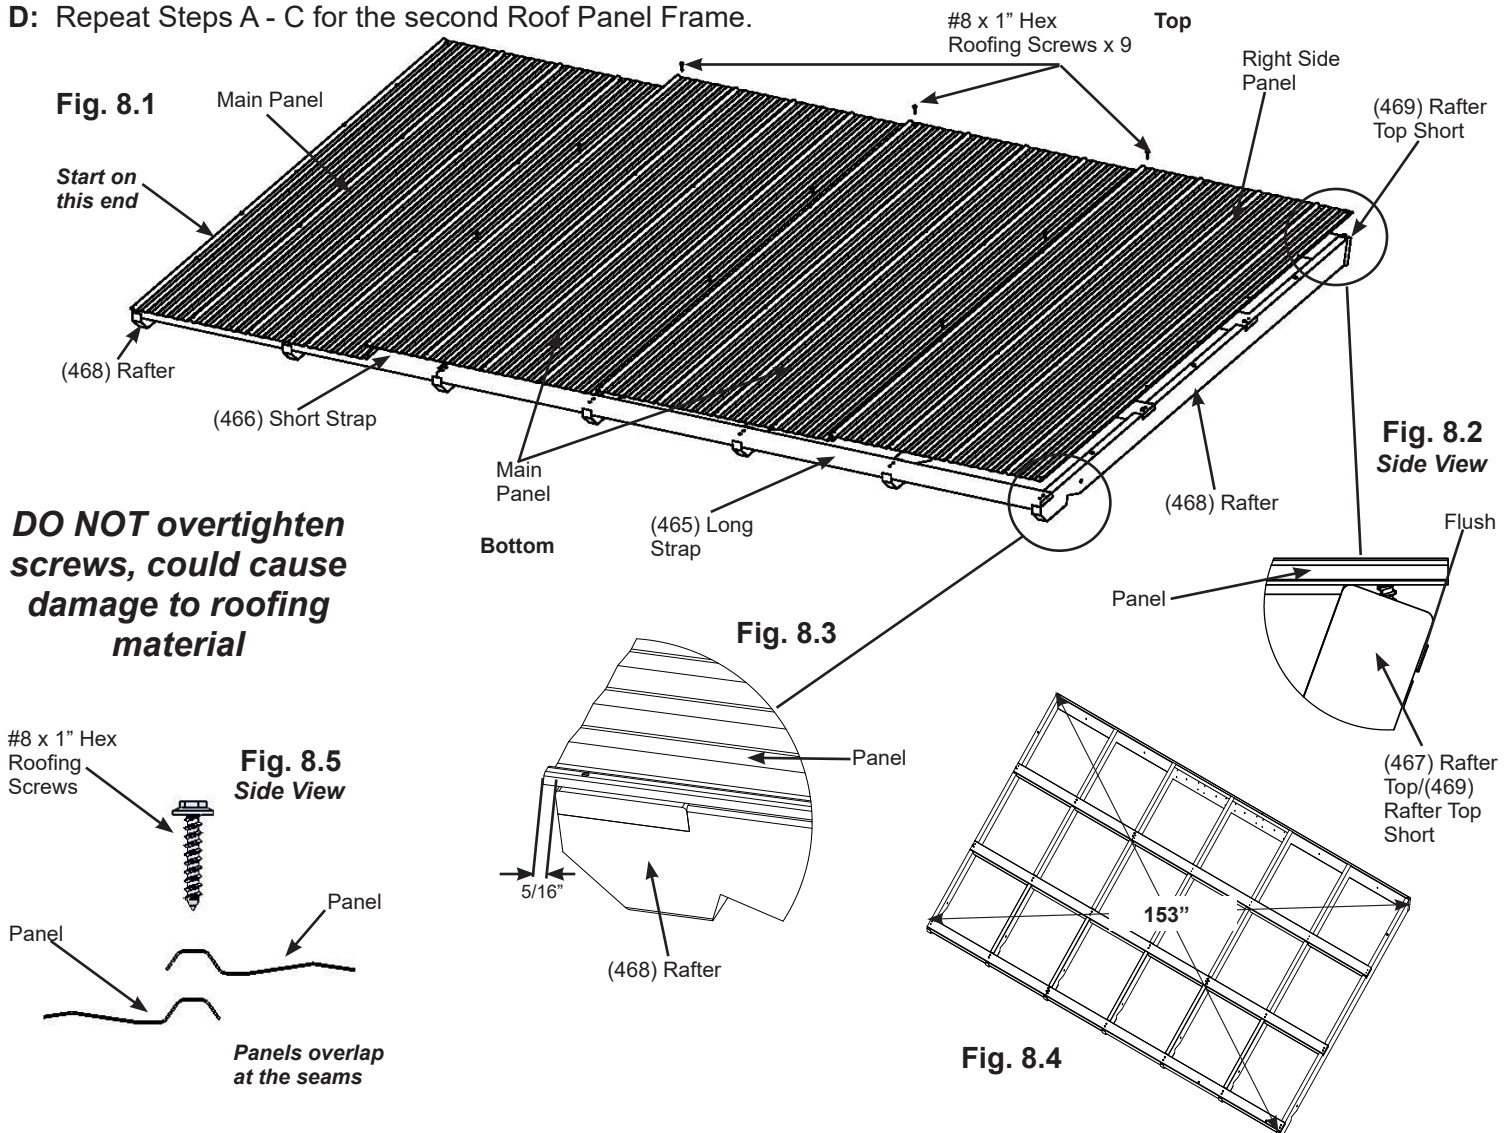 D: Repeat Steps A - C for the second Roof Panel Frame.
#8 x 1” Hex
Roofing Screws x 9
Top
Right Side
Panel
(469) Rafter
Top Short
Fig. 8.1
Main Panel
Start on
this end
(468) Rafter
(466) Short Strap
Main
Panel
(465) Long
Strap
Bottom
(468) Rafter
Fig. 8.2
Side View
Flush
Panel
(467) Rafter
Top/(469)
Rafter Top
Short
DO NOT overtighten
screws, could cause
damage to roofing
material
Fig. 8.3
Panel
5/16”
(468) Rafter
#8 x 1” Hex
Roofing
Screws
Fig. 8.5
Side View
Panel
Panel
Panels overlap
at the seams
153”
Fig. 8.4